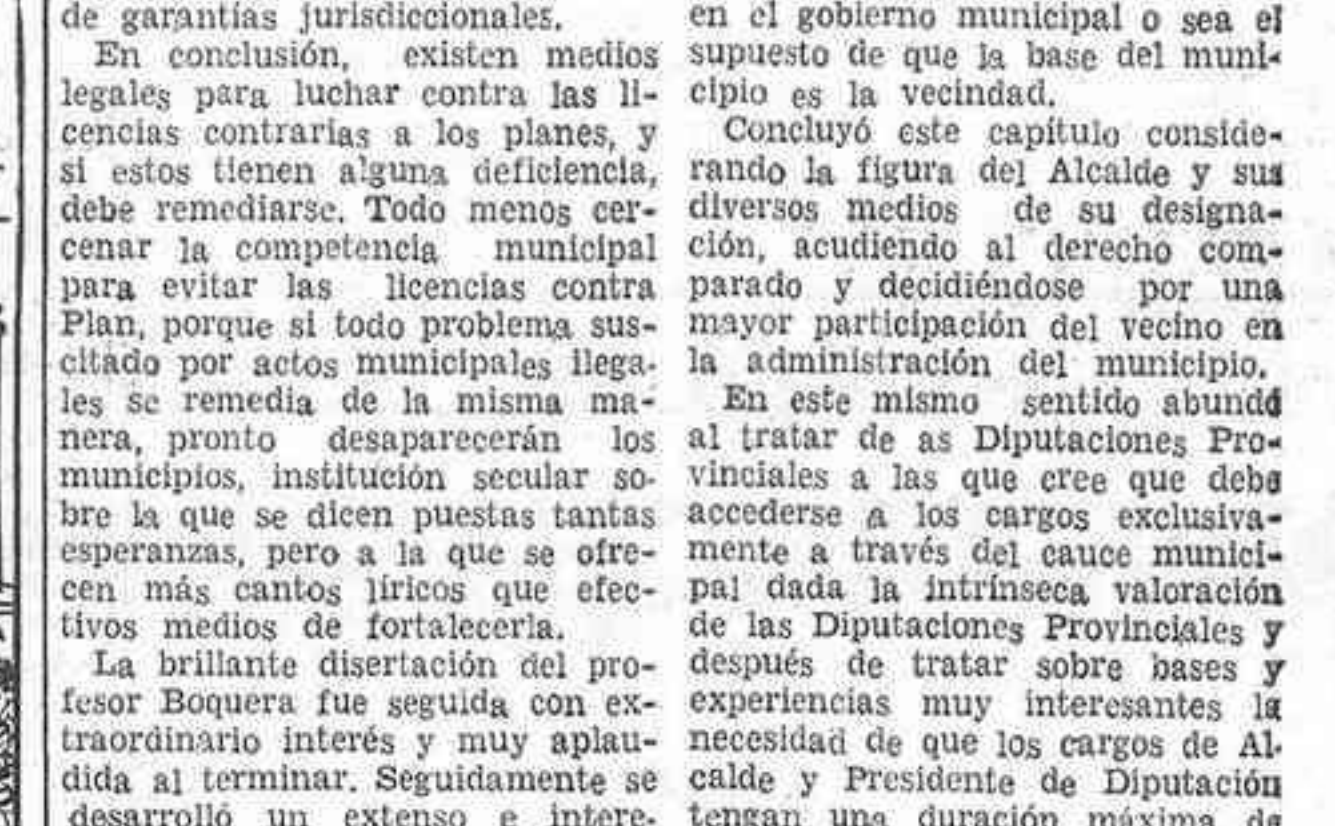 de garantías jurisdiccionales.
En conclusión, existen medios
legales para luchar contra las li-
cencias contrarias a los planes, y
si estos tienen alguna deficiencia,
debe remediarse. Todo menos cer-
cenar la competencia municipal
para evitar las licencias contra
Plan, porque si todo problema sus-
citado por actos municipales ilega-
les se remedia de la misma ma-
nera, pronto desaparecerán los
municipios, institución secular so-
bre la que se dicen puestas tantas
esperanzas, pero a la que se ofre-
cen más cantos líricos que efec-
tivos medios de fortalecerla.
La brillante disertación del pro-
fesor Boquera fue seguida con ex-
traordinario interés y muy aplau-
dida al terminar. Seguidamente se
desarrolló un extenso e intere-
en el gobierno municipal o sea el
supuesto de que la base del muni-
cipio es la vecindad.
Concluyó este capítulo conside-
rando la figura del Alcalde y sus
diversos medios de su designa-
ción, acudiendo al derecho com-
parado y decidiéndose por una
mayor participación del vecino en
la administración del municipio.
En este mismo sentido abundó
al tratar de as Diputaciones Pro-
vinciales a las que cree que debe
accederse a los cargos exclusiva-
mente a través del cauce munici-
pal dada la intrínseca valoración
de las Diputaciones Provinciales y
después de tratar sobre bases y
experiencias muy interesantes la
necesidad de que los cargos de Al-
calde y Presidente de Diputación
tengan una duración máxima de